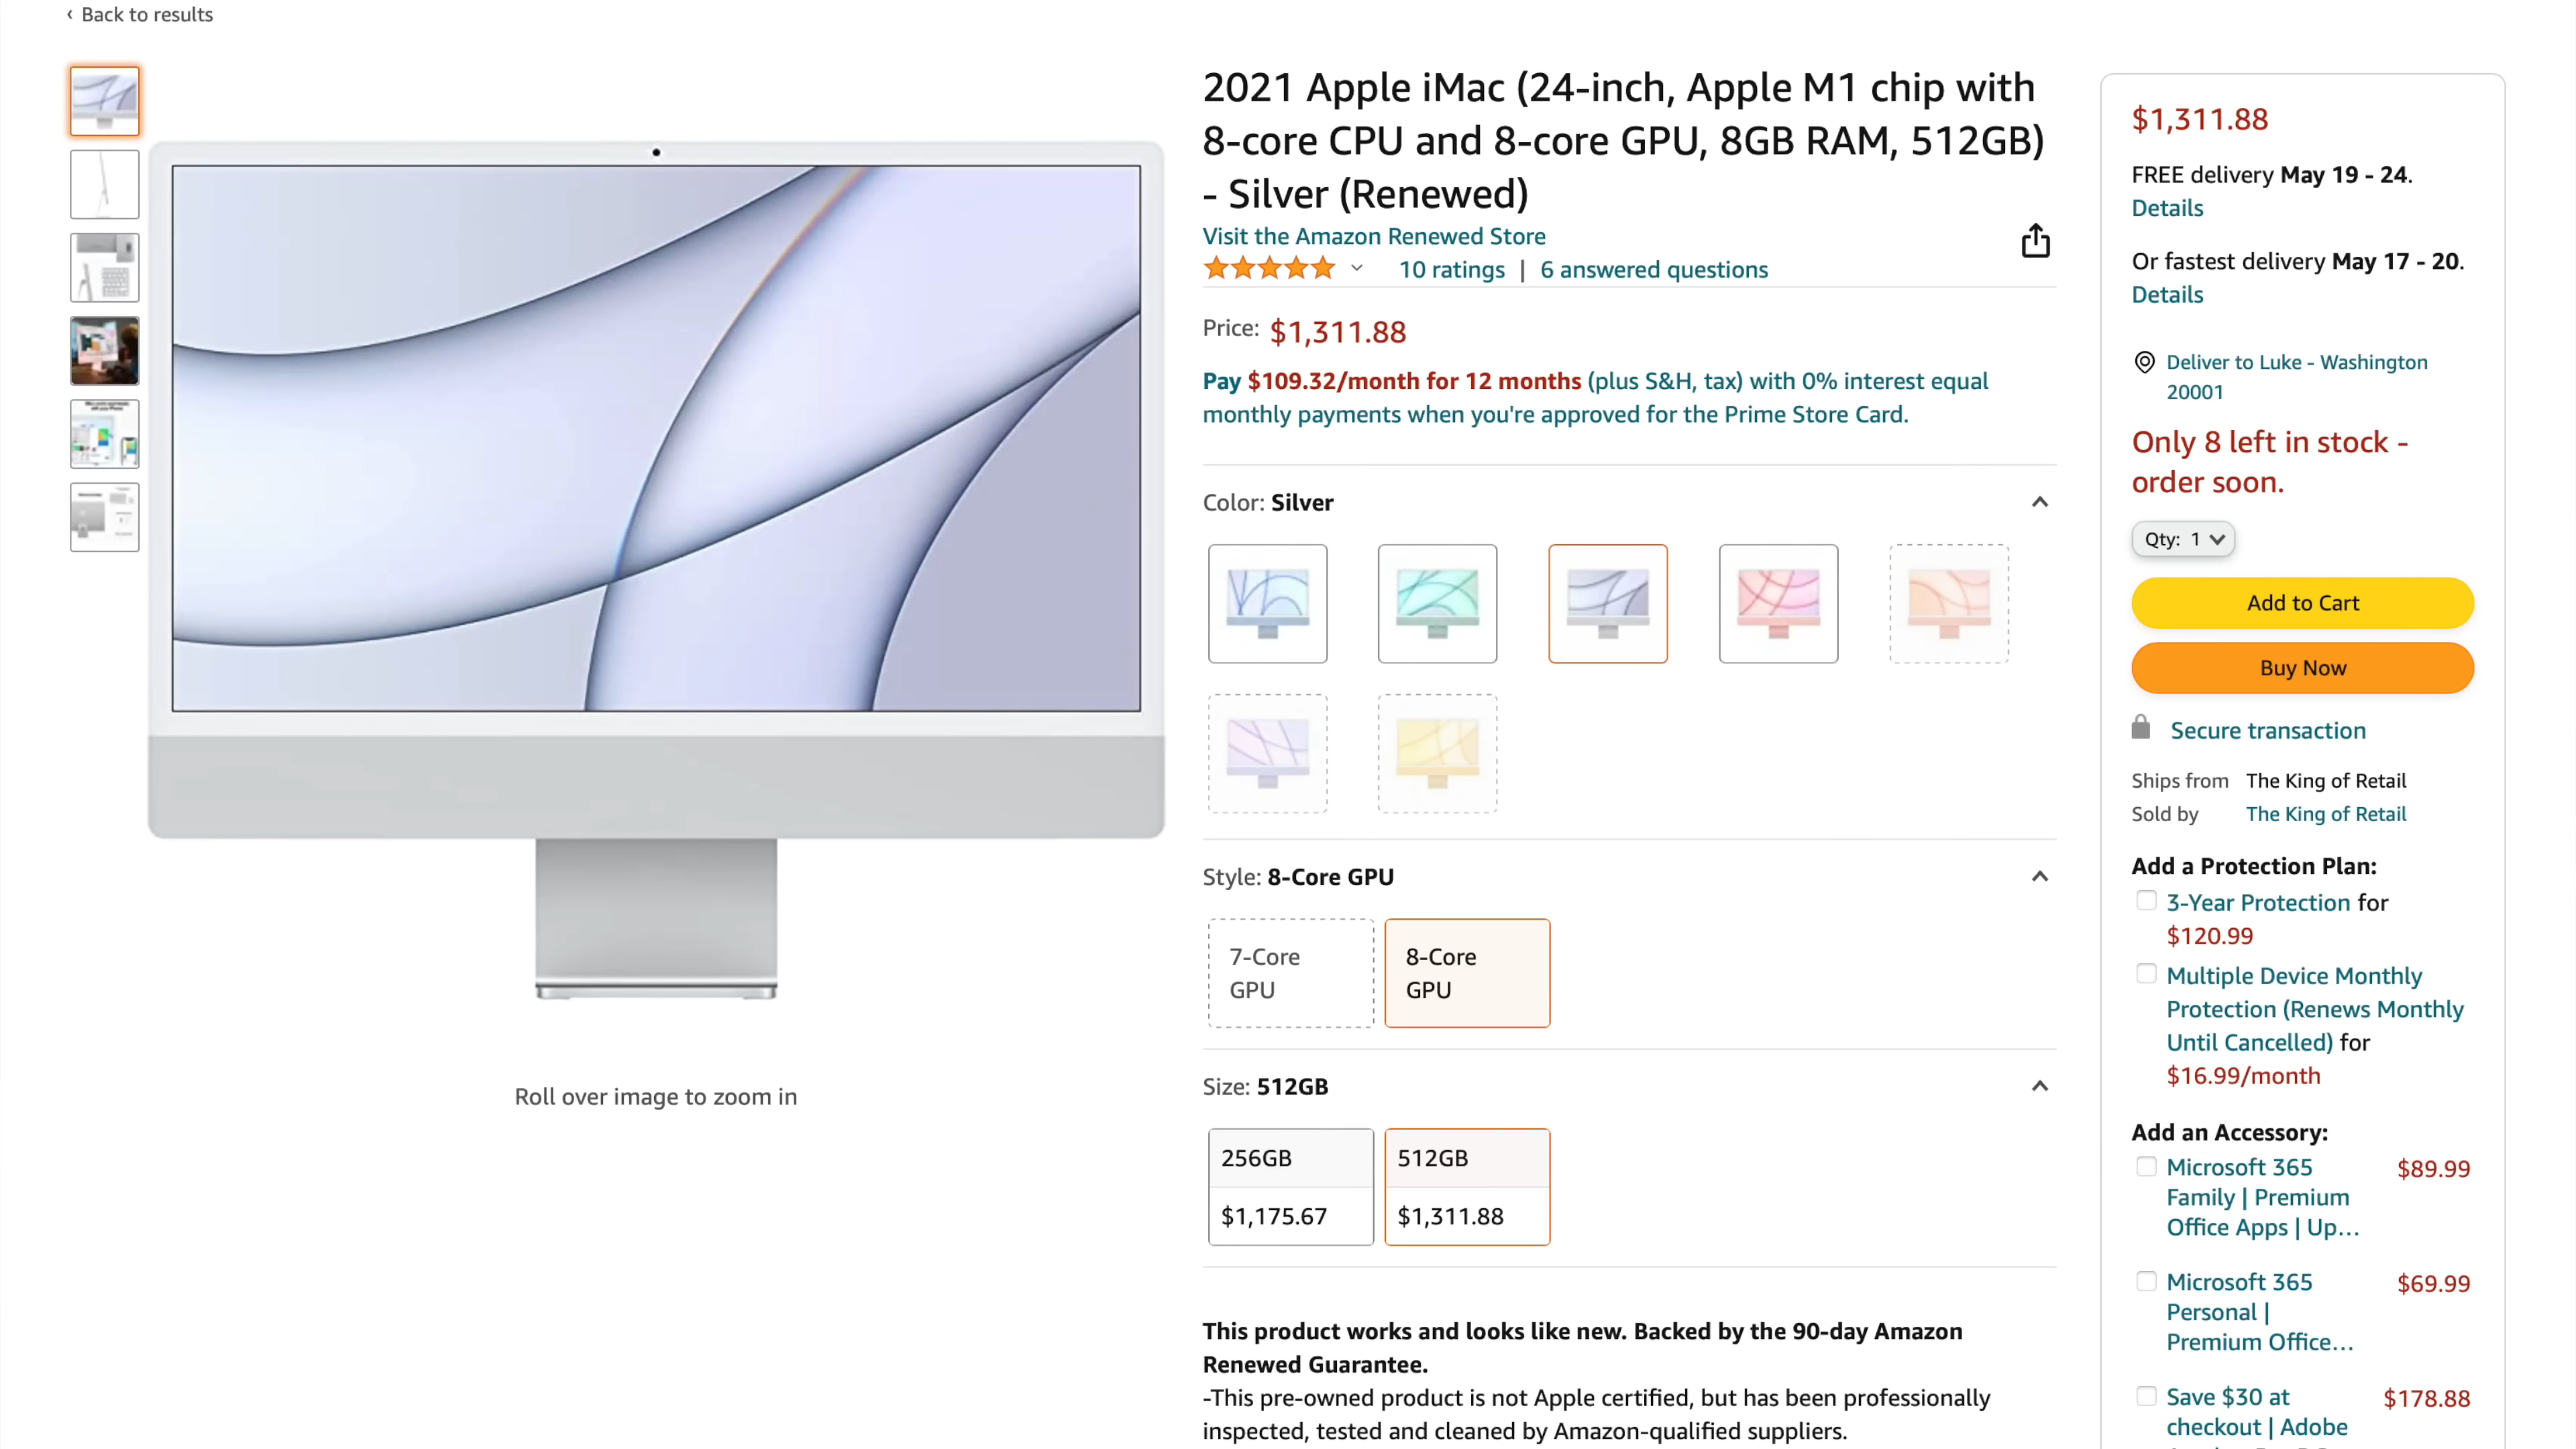 ‹ Back to results
2021 Apple iMac (24-inch, Apple M1 chip with
8-core CPU and 8-core GPU, 8GB RAM, 512GB)
- Silver (Renewed)
Visit the Amazon Renewed Store
10 ratings | 6 answered questions
Price: $1,311.88
Pay $109.32/month for 12 months (plus S&H, tax) with 0% interest equal
monthly payments when you're approved for the Prime Store Card.
Color: Silver
Style: 8-Core GPU
7-Core
GPU
8-Core
GPU
Size: 512GB
256GB
$1,175.67
512GB
$1,311.88
This product works and looks like new. Backed by the 90-day Amazon
Renewed Guarantee.
-This pre-owned product is not Apple certified, but has been professionally
inspected, tested and cleaned by Amazon-qualified suppliers.
Roll over image to zoom in
$1,311.88
FREE delivery May 19 - 24.
Details
Or fastest delivery May 17 - 20.
Details
Deliver to Luke - Washington
20001
Only 8 left in stock -
order soon.
Qty: 1
Add to Cart
Buy Now
Secure transaction
Ships from The King of Retail
Sold by The King of Retail
Add a Protection Plan:
3-Year Protection for
$120.99
Multiple Device Monthly
Protection (Renews Monthly
Until Cancelled) for
$16.99/month
Add an Accessory:
Microsoft 365 $89.99
Family | Premium
Office Apps | Up...
Microsoft 365 $69.99
Personal |
Premium Office...
Save $30 at $178.88
checkout | Adobe